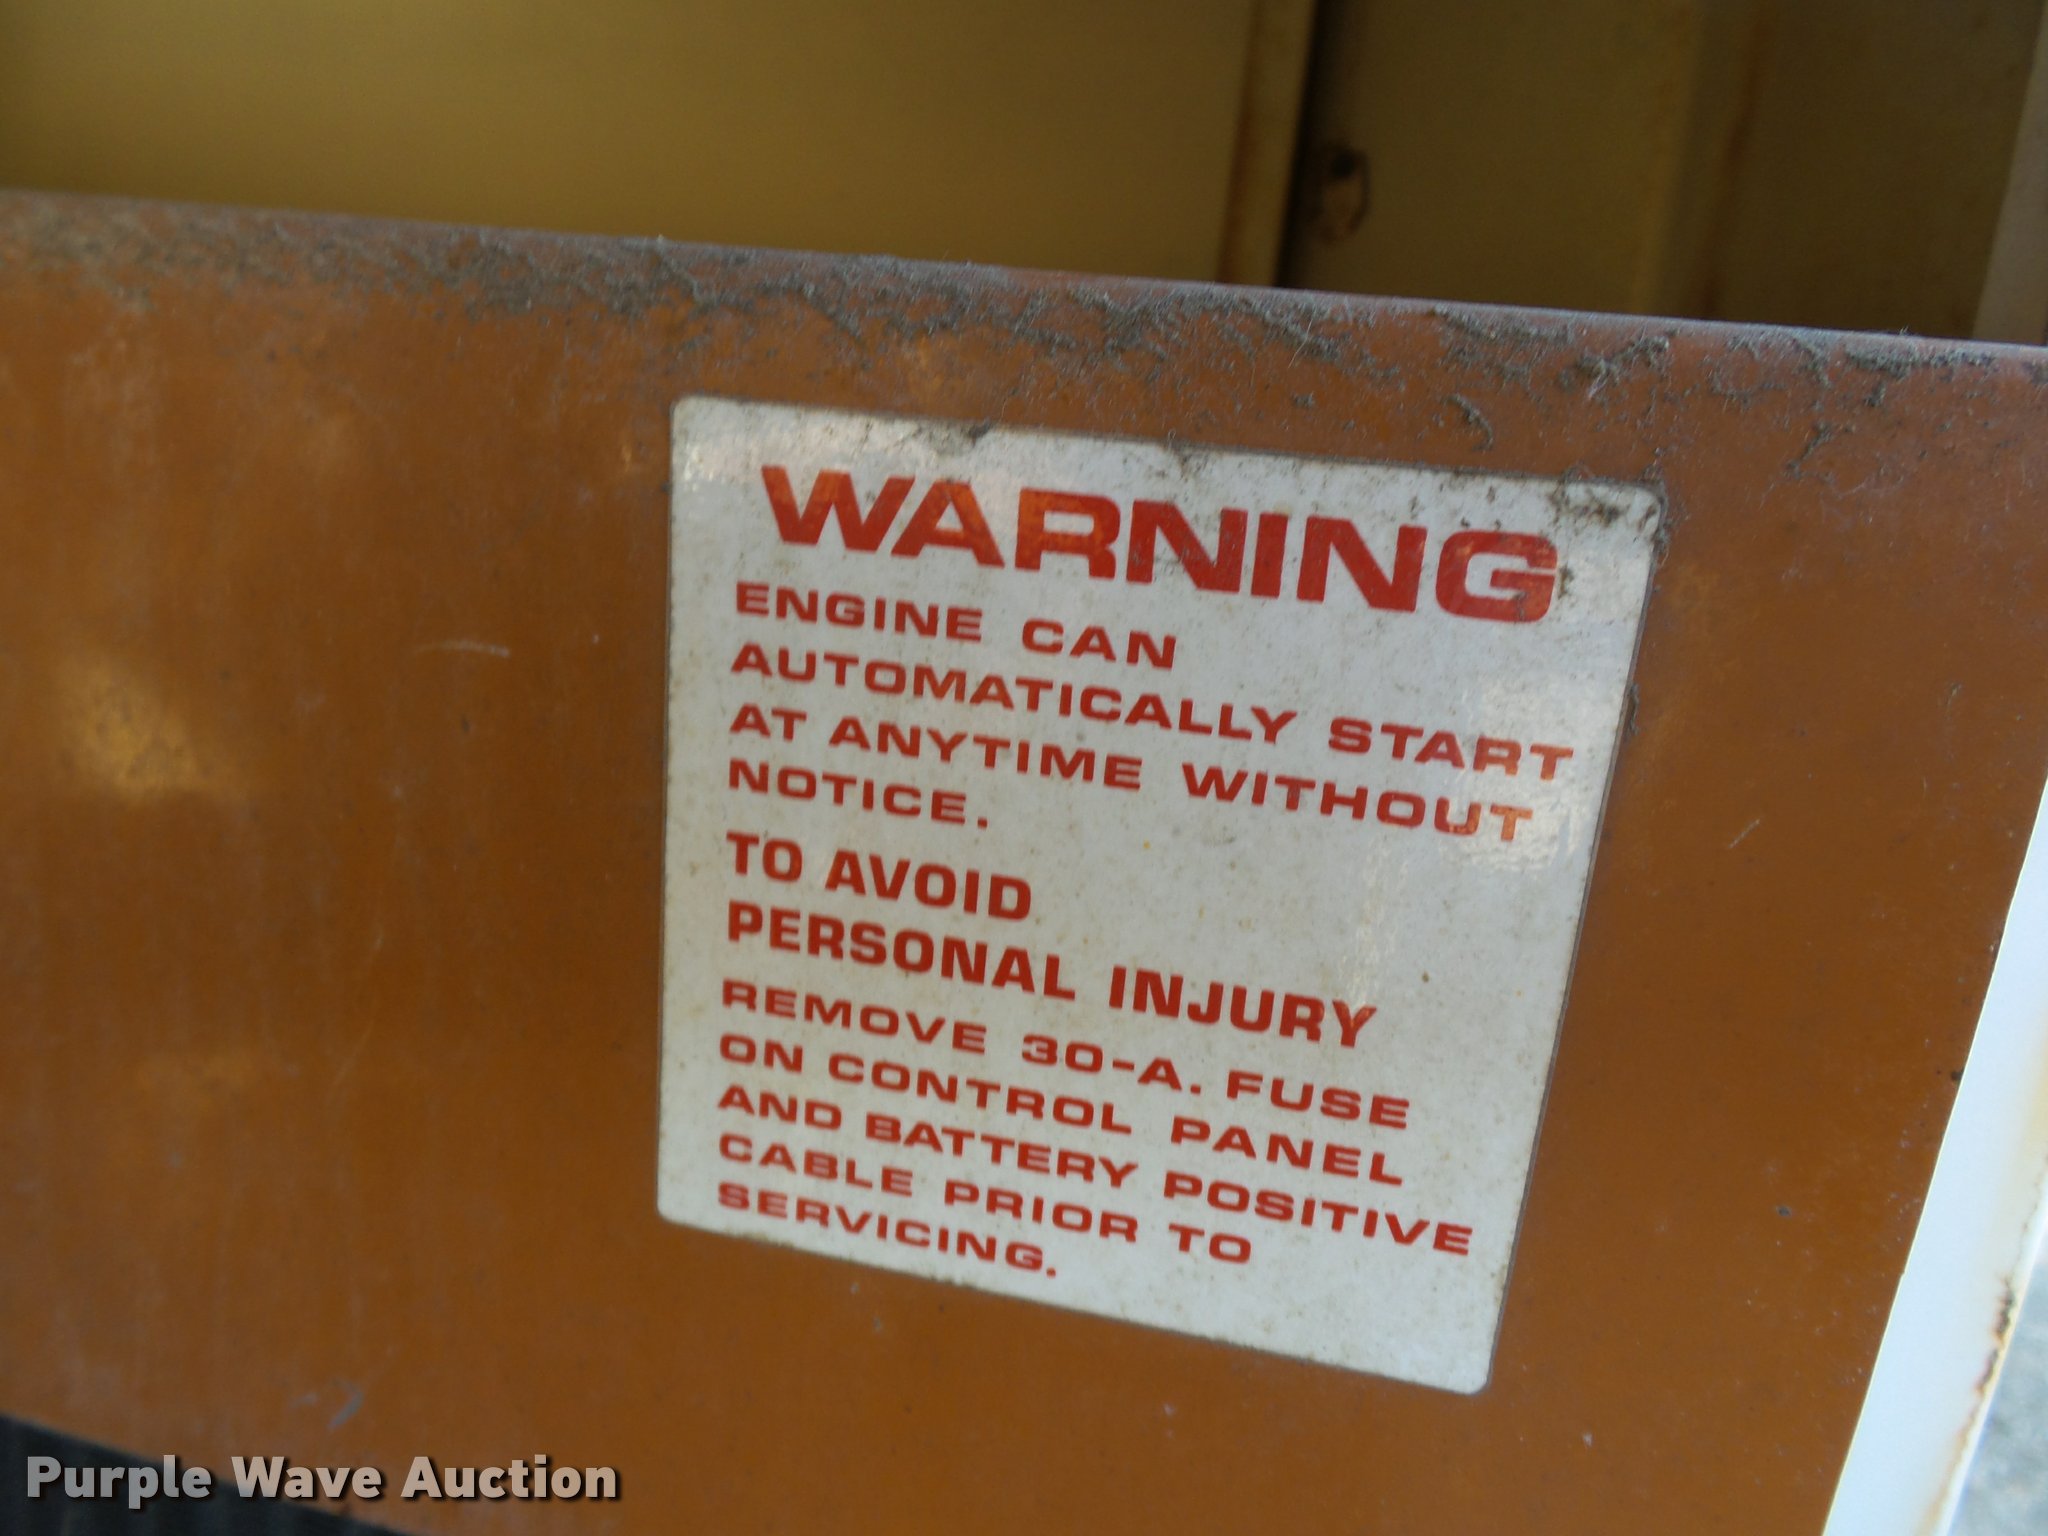 WARNING
ENGINE CAN
AUTOMATICALLY START
AT ANYTIME WITHOUT
NOTICE.
TO AVOID
PERSONAL INJURY
REMOVE 30-A. FUSE
ON CONTROL PANEL
AND BATTERY POSITIVE
CABLE PRIOR TO
SERVICING.
Purple Wave Auction